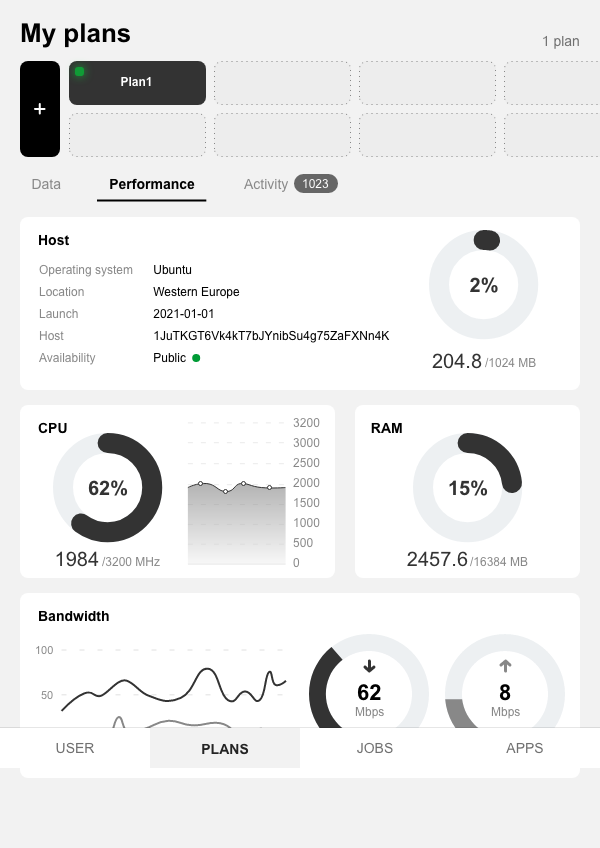 My plans
1 plan
+
Plan1
Data
Performance
Activity 1023
Host
Operating system Ubuntu
Location Western Europe
Launch 2021-01-01
Host 1JuTKGT6Vk4kT7bJYnibSu4g75ZaFXNn4K
Availability Public
2%
204.8 /1024 MB
CPU
62%
1984 /3200 MHz
3200
3000
2500
2000
1500
1000
500
0
RAM
15%
2457.6 /16384 MB
Bandwidth
100
50
62
Mbps
8
Mbps
USER
PLANS
JOBS
APPS